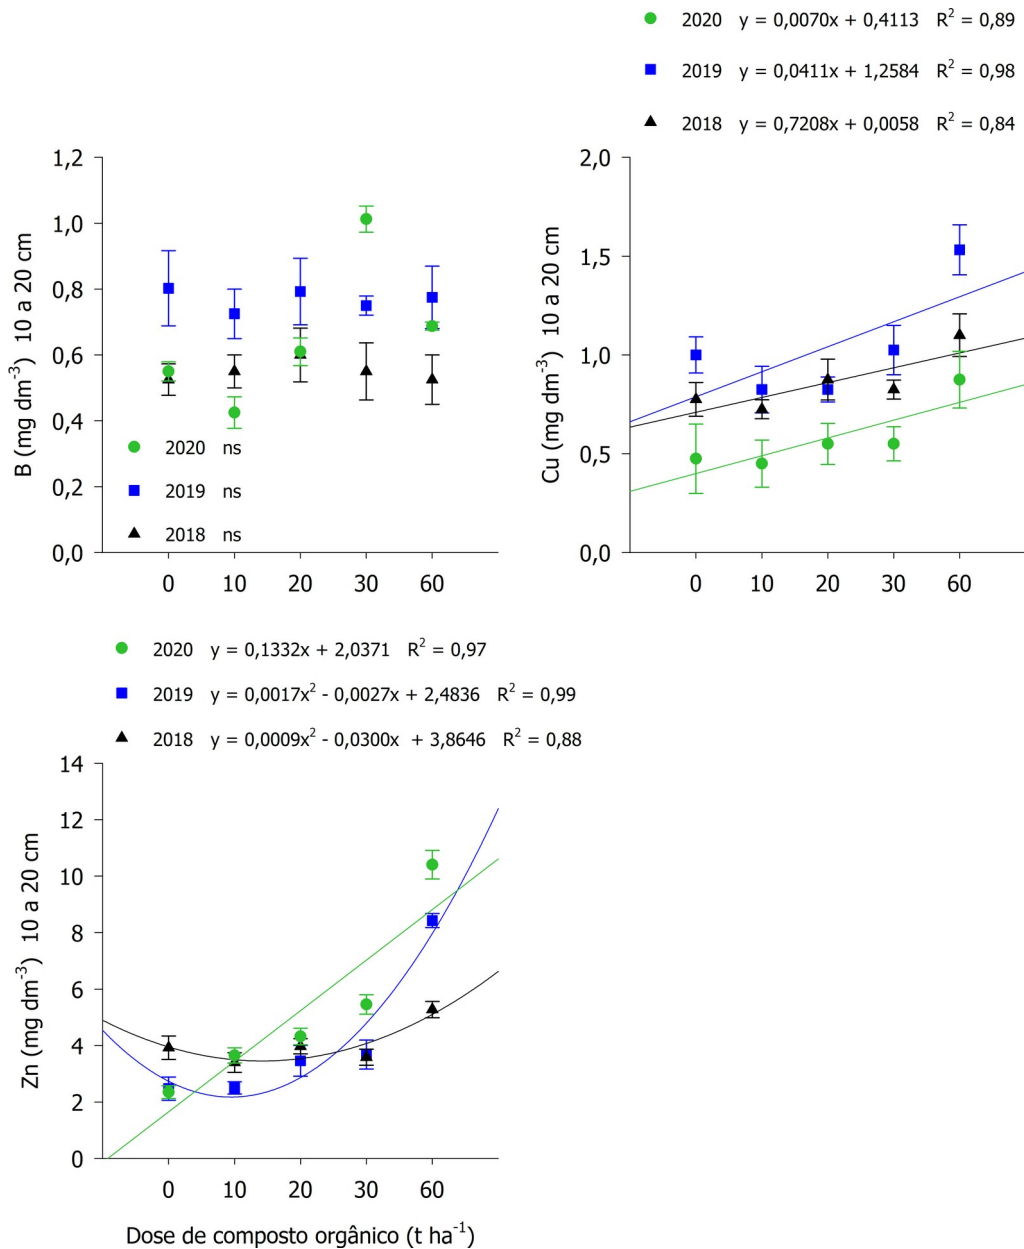 2020 y = 0,0070x + 0,4113 R² = 0,89
2019 y = 0,0411x + 1,2584 R² = 0,98
2018 y = 0,7208x + 0,0058 R² = 0,84
B (mg dm⁻³) 10 a 20 cm
1,2
1,0
0,8
0,6
0,4
0,2
0,0
2020 ns
2019 ns
2018 ns
0 10 20 30 60
Cu (mg dm⁻³) 10 a 20 cm
2,0
1,5
1,0
0,5
0,0
0 10 20 30 60
2020 y = 0,1332x + 2,0371 R² = 0,97
2019 y = 0,0017x² - 0,0027x + 2,4836 R² = 0,99
2018 y = 0,0009x² - 0,0300x + 3,8646 R² = 0,88
Zn (mg dm⁻³) 10 a 20 cm
14
12
10
8
6
4
2
0
0 10 20 30 60
Dose de composto orgânico (t ha⁻¹)